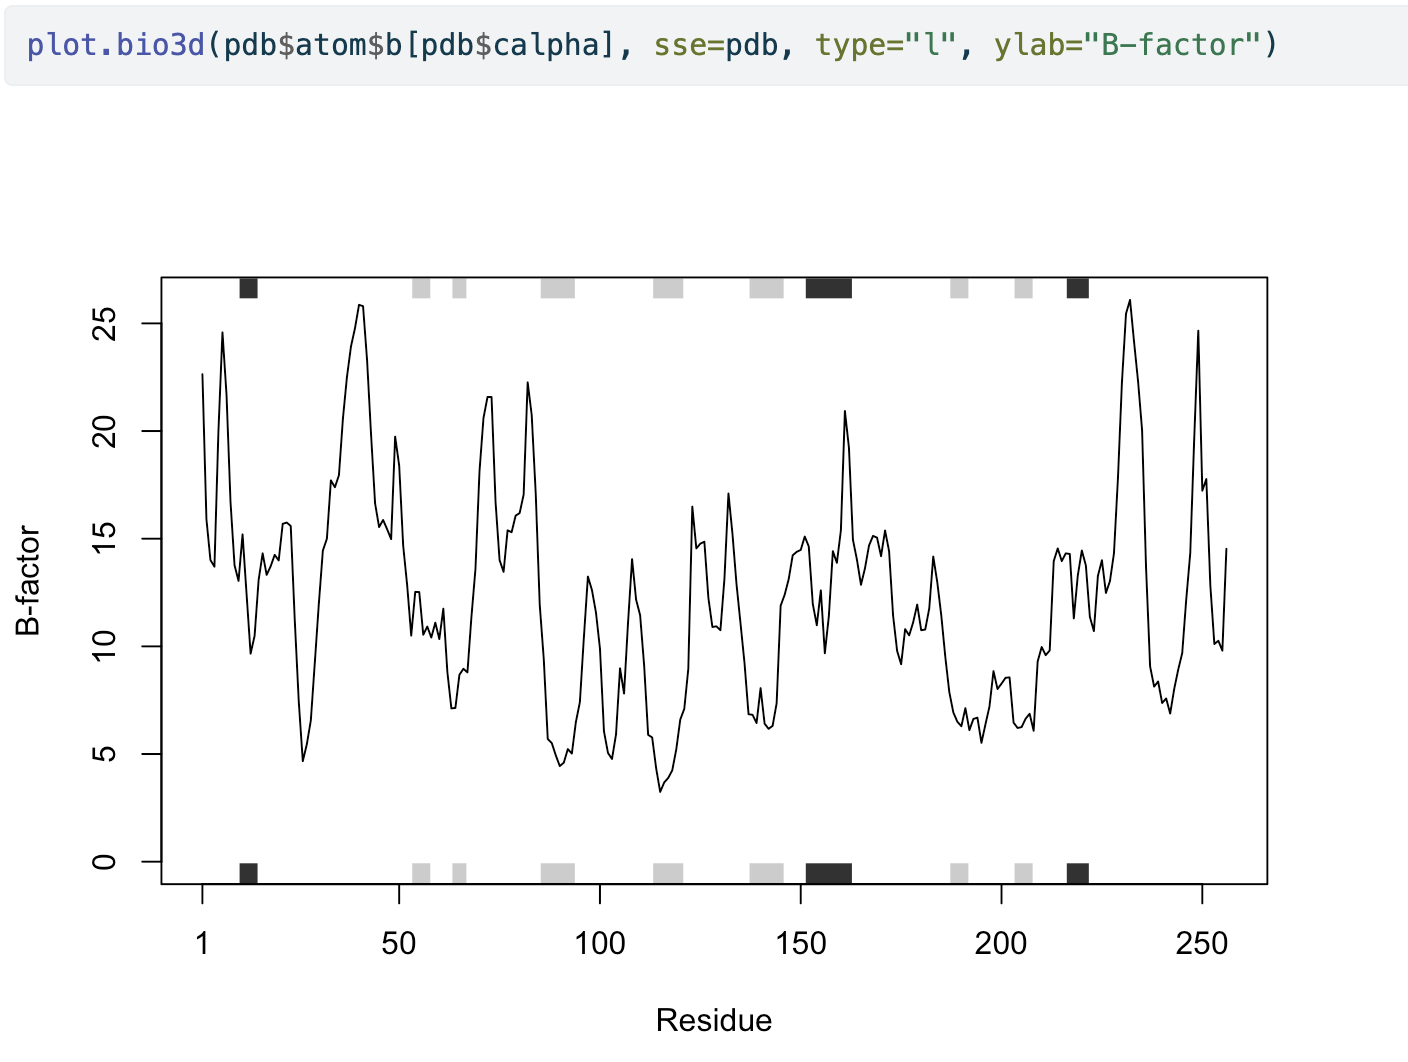 plot.bio3d(pdb$atom$b[pdb$calpha], sse=pdb, type="l", ylab="B-factor")
25
20
15
10
5
0
B-factor
1 50 100 150 200 250
Residue